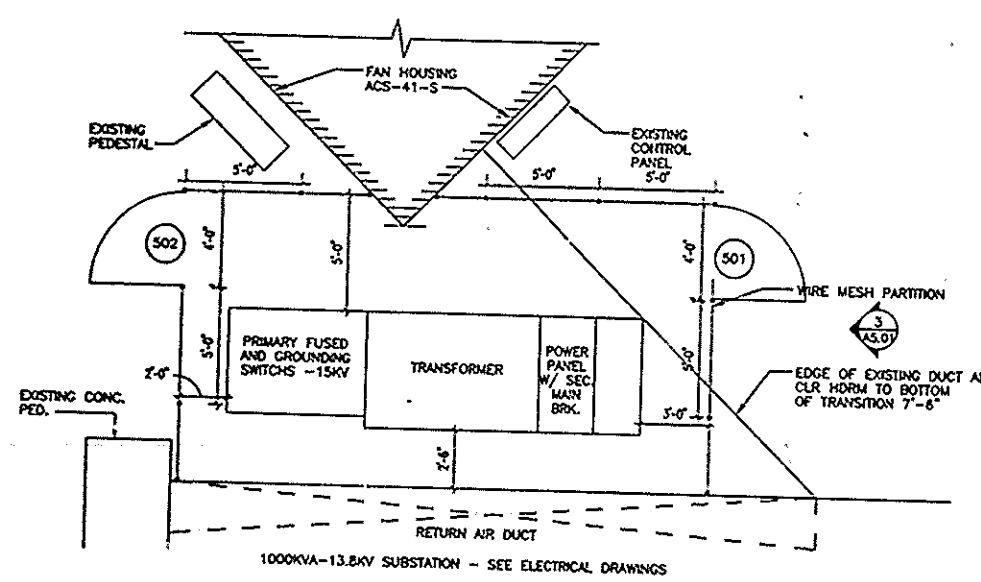 FAN HOUSING
ACS-41-S
EXISTING
PEDESTAL
EXISTING
CONTROL
PANEL
5'-0"
5'-0"
5'-0"
502
4'-0"
5'-0"
4'-0"
501
WIRE MESH PARTITION
3
A5.01
5'-0"
PRIMARY FUSED
AND GROUNDING
SWITCHS -15KV
TRANSFORMER
POWER
PANEL
W/ SEC.
MAIN
BRK.
5'-0"
2'-0"
EDGE OF EXISTING DUCT
CLR HDRM TO BOTTOM
OF TRANSITION 7'-6"
EXISTING CONC.
PED.
3'-0"
2'-6"
RETURN AIR DUCT
1000KVA-13.8KV SUBSTATION - SEE ELECTRICAL DRAWINGS